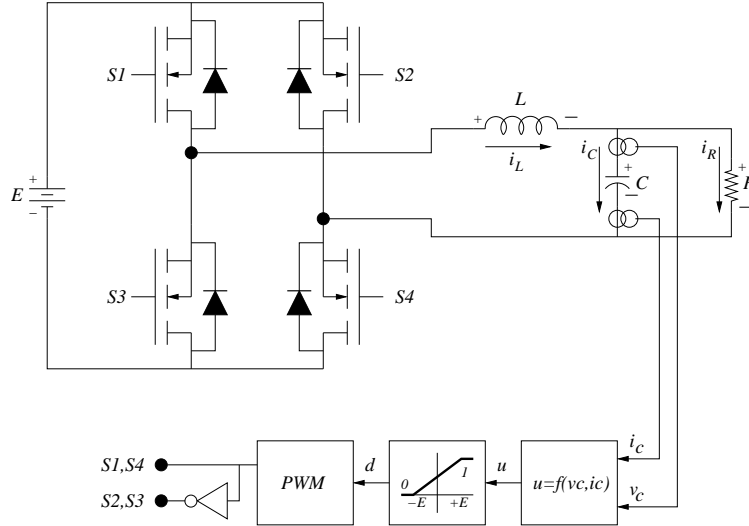 S1
S2
L
+
−
i_L
i_C
+
C
−
i_R
+
−
E
+
−
S3
S4
i_c
v_c
S1,S4
S2,S3
PWM
d
0
1
−E
+E
u
u=f(vc,ic)